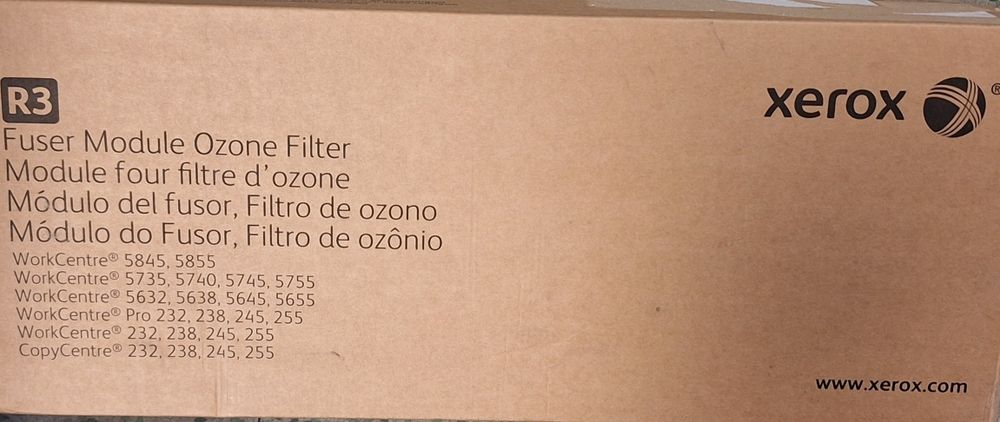 R3
xerox ®
Fuser Module Ozone Filter
Module four filtre d'ozone
Módulo del fusor, Filtro de ozono
Módulo do Fusor, Filtro de ozônio
WorkCentre® 5845, 5855
WorkCentre® 5735, 5740, 5745, 5755
WorkCentre® 5632, 5638, 5645, 5655
WorkCentre® Pro 232, 238, 245, 255
WorkCentre® 232, 238, 245, 255
CopyCentre® 232, 238, 245, 255
www.xerox.com